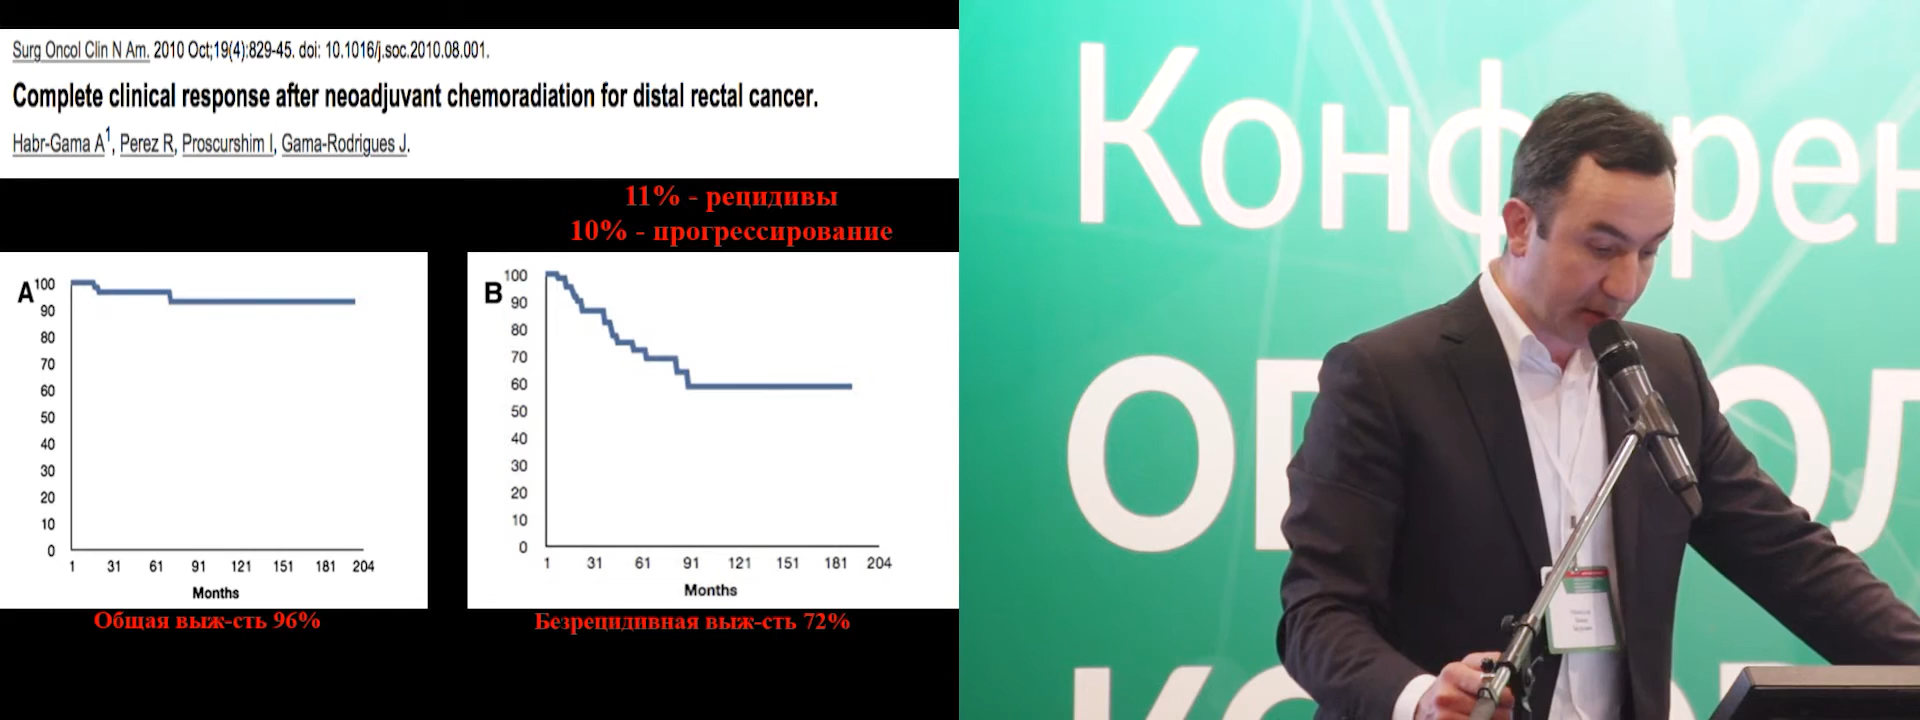 Surg Oncol Clin N Am. 2010 Oct;19(4):829-45. doi: 10.1016/j.soc.2010.08.001.
Complete clinical response after neoadjuvant chemoradiation for distal rectal cancer.
Habr-Gama A1, Perez R, Proscurshim I, Gama-Rodrigues J.
11% - рецидивы
10% - прогрессирование
A
100
90
80
70
60
50
40
30
20
10
0
1 31 61 91 121 151 181 204
Months
Общая выж-сть 96%
B
100
90
80
70
60
50
40
30
20
10
0
1 31 61 91 121 151 181 204
Months
Безрецидивная выж-сть 72%
Конферен